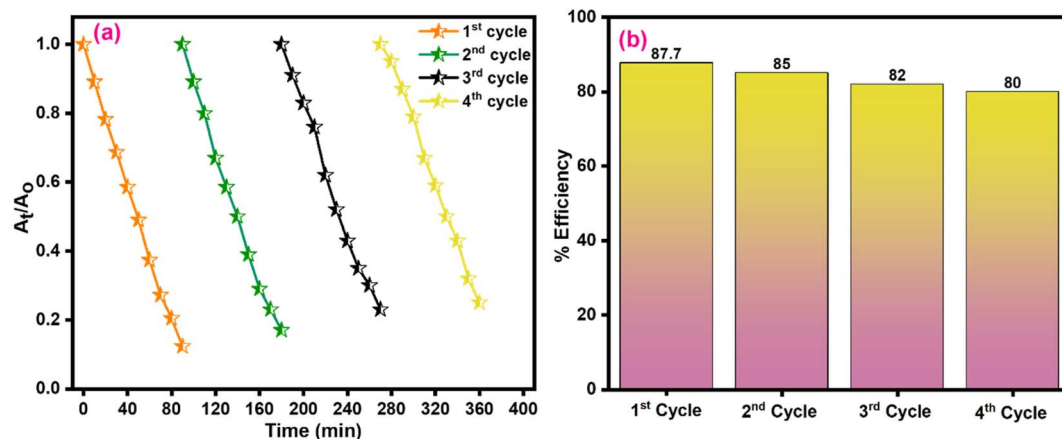 (a)
1st cycle
2nd cycle
3rd cycle
4th cycle
1.0
0.8
0.6
0.4
0.2
0.0
At/Ao
0 40 80 120 160 200 240 280 320 360 400
Time (min)
(b)
100
80
60
40
20
0
% Efficiency
87.7 85 82 80
1st Cycle 2nd Cycle 3rd Cycle 4th Cycle